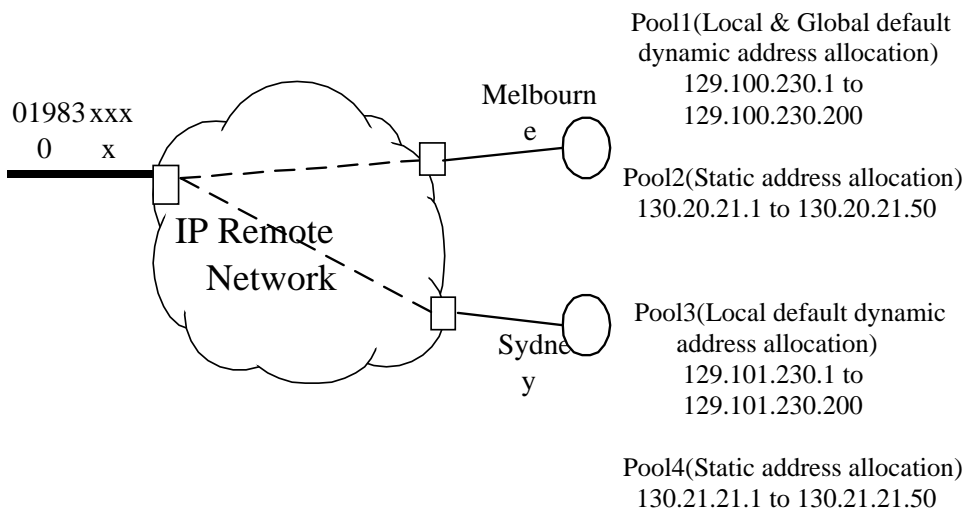 01983 xxx
0 x
IP Remote
Network
Melbourn
e
Sydne
y
Pool1(Local & Global default
dynamic address allocation)
129.100.230.1 to
129.100.230.200
Pool2(Static address allocation)
130.20.21.1 to 130.20.21.50
Pool3(Local default dynamic
address allocation)
129.101.230.1 to
129.101.230.200
Pool4(Static address allocation)
130.21.21.1 to 130.21.21.50